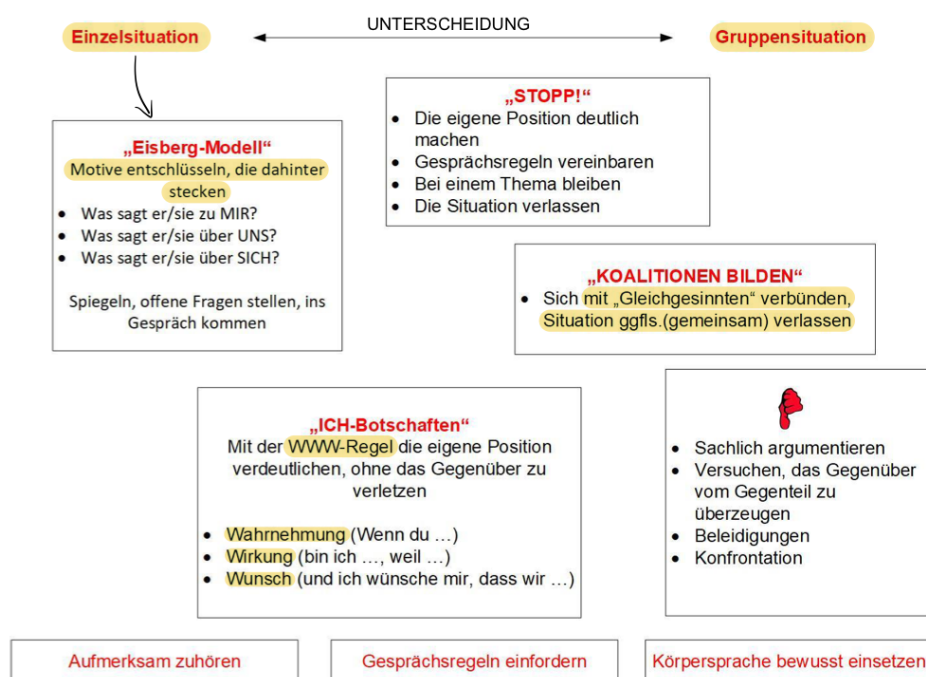 UNTERSCHEIDUNG
Einzelsituation
Gruppensituation
„STOPP!“
Die eigene Position deutlich
machen
Gesprächsregeln vereinbaren
Bei einem Thema bleiben
Die Situation verlassen
„Eisberg-Modell“
Motive entschlüsseln, die dahinter
stecken
Was sagt er/sie zu MIR?
Was sagt er/sie über UNS?
Was sagt er/sie über SICH?
Spiegeln, offene Fragen stellen, ins
Gespräch kommen
„KOALITIONEN BILDEN“
Sich mit „Gleichgesinnten“ verbünden,
Situation ggfls.(gemeinsam) verlassen
„ICH-Botschaften“
Mit der WWW-Regel die eigene Position
verdeutlichen, ohne das Gegenüber zu
verletzen
Wahrnehmung (Wenn du …)
Wirkung (bin ich …, weil …)
Wunsch (und ich wünsche mir, dass wir …)
Sachlich argumentieren
Versuchen, das Gegenüber
vom Gegenteil zu
überzeugen
Beleidigungen
Konfrontation
Aufmerksam zuhören
Gesprächsregeln einfordern
Körpersprache bewusst einsetzen